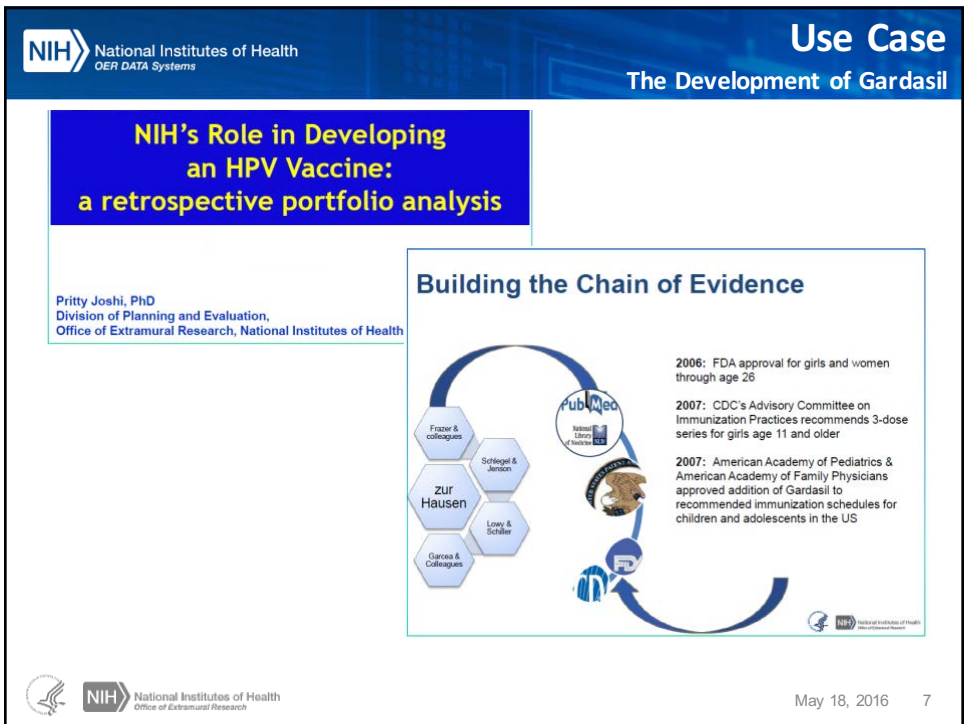 NIH National Institutes of Health
OER DATA Systems
Use Case
The Development of Gardasil
NIH's Role in Developing
an HPV Vaccine:
a retrospective portfolio analysis
Pritty Joshi, PhD
Division of Planning and Evaluation,
Office of Extramural Research, National Institutes of Health
Building the Chain of Evidence
Frazer &
colleagues
Schlegel &
Jenson
zur
Hausen
Lowy &
Schiller
Garcea &
Colleagues
PubMed
National
Library
of Medicine NLM
2006: FDA approval for girls and women
through age 26
2007: CDC's Advisory Committee on
Immunization Practices recommends 3-dose
series for girls age 11 and older
2007: American Academy of Pediatrics &
American Academy of Family Physicians
approved addition of Gardasil to
recommended immunization schedules for
children and adolescents in the US
NIH National Institutes of Health
Office of Extramural Research
NIH National Institutes of Health
Office of Extramural Research
May 18, 2016 7